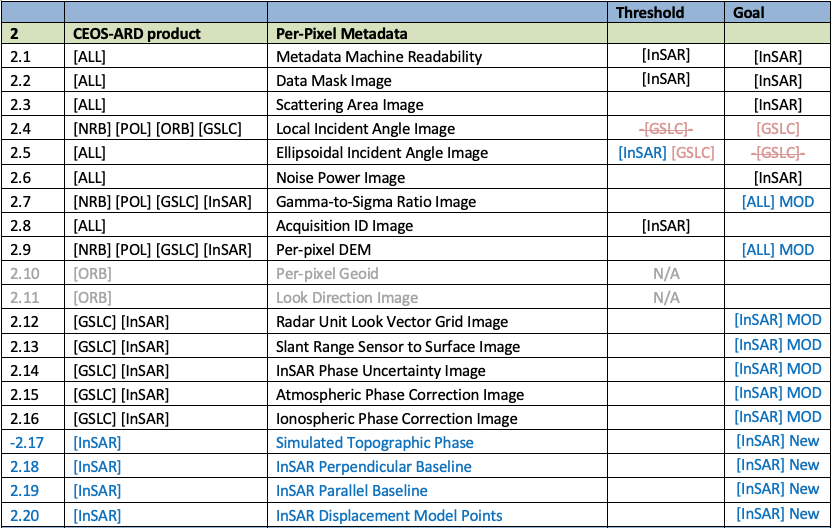 Threshold Goal
2 CEOS-ARD product Per-Pixel Metadata
2.1 [ALL] Metadata Machine Readability [InSAR] [InSAR]
2.2 [ALL] Data Mask Image [InSAR] [InSAR]
2.3 [ALL] Scattering Area Image [InSAR]
2.4 [NRB] [POL] [ORB] [GSLC] Local Incident Angle Image -[GSLC]- [GSLC]
2.5 [ALL] Ellipsoidal Incident Angle Image [InSAR] [GSLC] -[GSLC]-
2.6 [ALL] Noise Power Image [InSAR]
2.7 [NRB] [POL] [GSLC] [InSAR] Gamma-to-Sigma Ratio Image [ALL] MOD
2.8 [ALL] Acquisition ID Image [InSAR]
2.9 [NRB] [POL] [GSLC] [InSAR] Per-pixel DEM [ALL] MOD
2.10 [ORB] Per-pixel Geoid N/A
2.11 [ORB] Look Direction Image N/A
2.12 [GSLC] [InSAR] Radar Unit Look Vector Grid Image [InSAR] MOD
2.13 [GSLC] [InSAR] Slant Range Sensor to Surface Image [InSAR] MOD
2.14 [GSLC] [InSAR] InSAR Phase Uncertainty Image [InSAR] MOD
2.15 [GSLC] [InSAR] Atmospheric Phase Correction Image [InSAR] MOD
2.16 [GSLC] [InSAR] Ionospheric Phase Correction Image [InSAR] MOD
-2.17 [InSAR] Simulated Topographic Phase [InSAR] New
2.18 [InSAR] InSAR Perpendicular Baseline [InSAR] New
2.19 [InSAR] InSAR Parallel Baseline [InSAR] New
2.20 [InSAR] InSAR Displacement Model Points [InSAR] New